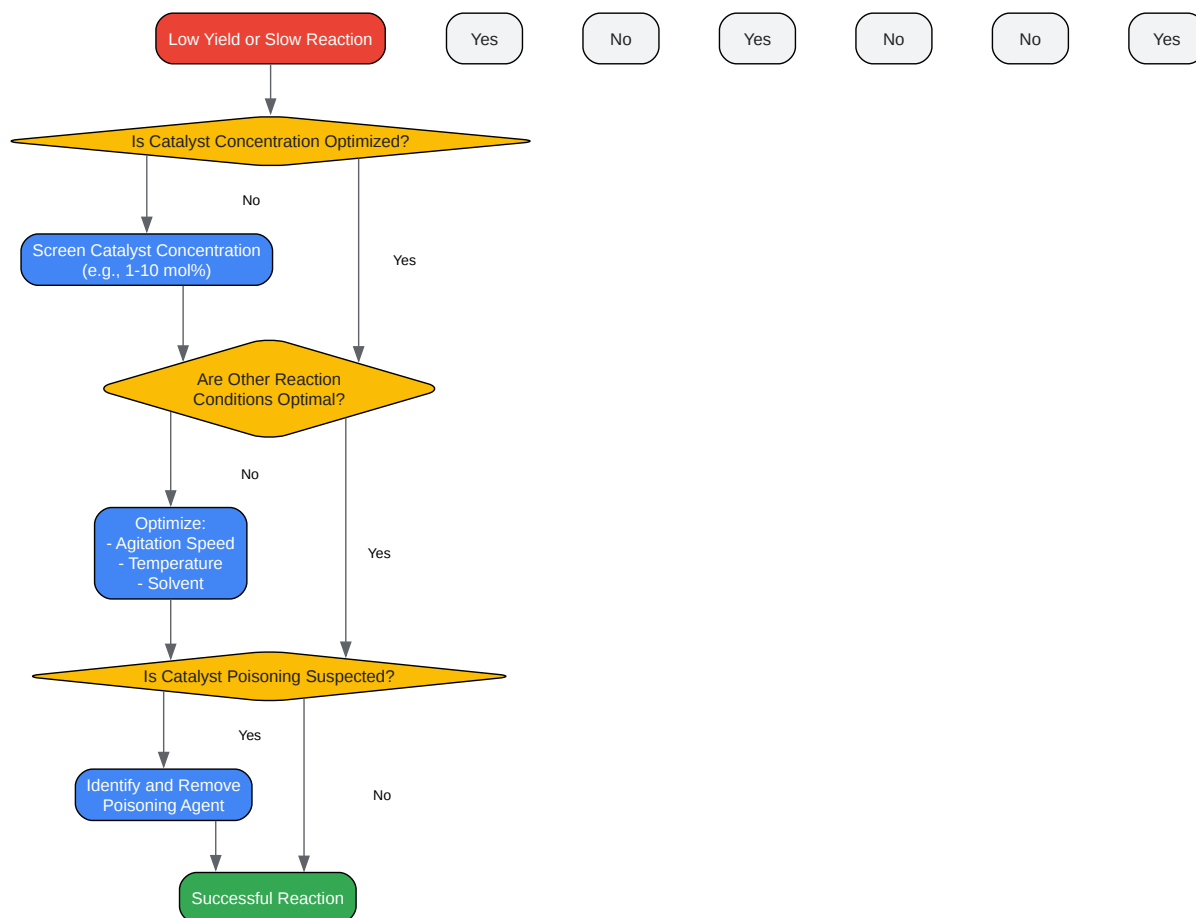 Low Yield or Slow Reaction
Yes
No
Yes
No
No
Yes
Is Catalyst Concentration Optimized?
No
Screen Catalyst Concentration
(e.g., 1-10 mol%)
Yes
Are Other Reaction
Conditions Optimal?
No
Optimize:
- Agitation Speed
- Temperature
- Solvent
Yes
Is Catalyst Poisoning Suspected?
Yes
Identify and Remove
Poisoning Agent
No
Successful Reaction